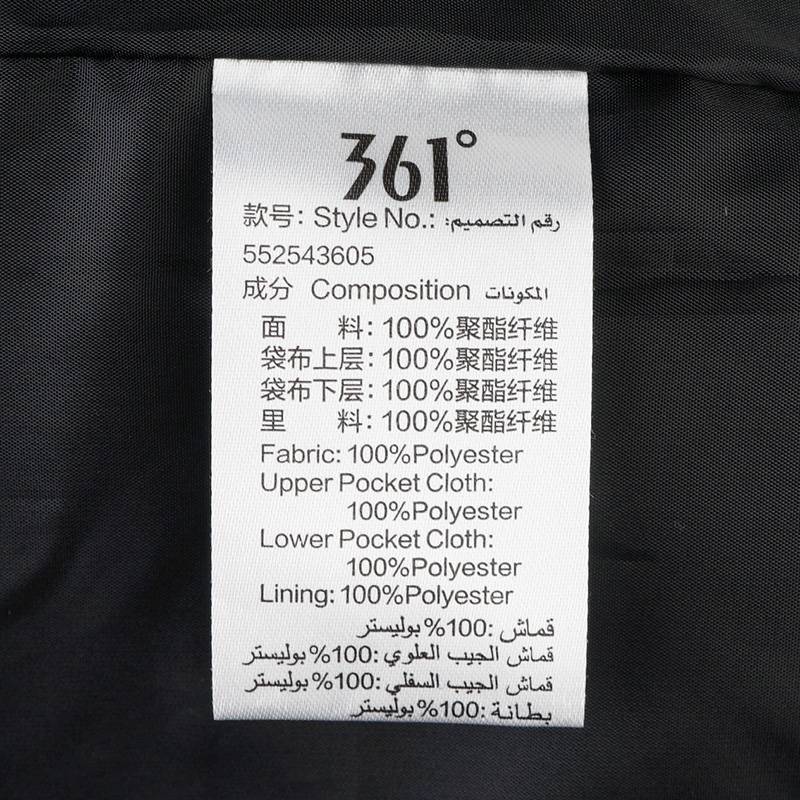 361°
款号: Style No.: رقم التصميم:
552543605
成分 Composition المكونات
面 料: 100%聚酯纤维
袋布上层: 100%聚酯纤维
袋布下层: 100%聚酯纤维
里 料: 100%聚酯纤维
Fabric: 100%Polyester
Upper Pocket Cloth:
100%Polyester
Lower Pocket Cloth:
100%Polyester
Lining: 100%Polyester
قماش: 100%بوليستر
قماش الجيب العلوي: 100%بوليستر
قماش الجيب السفلي: 100%بوليستر
بطانة: 100%بوليستر